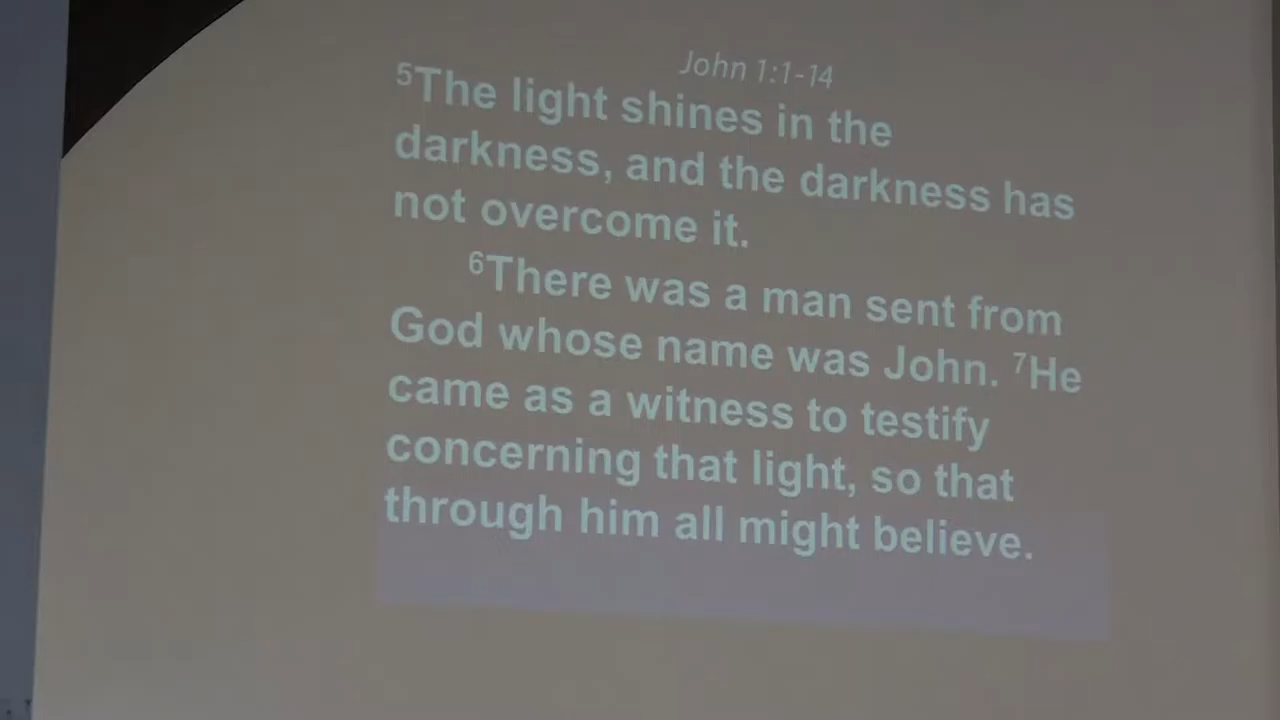 John 1:1-14
⁵The light shines in the
darkness, and the darkness has
not overcome it.
⁶There was a man sent from
God whose name was John. ⁷He
came as a witness to testify
concerning that light, so that
through him all might believe.